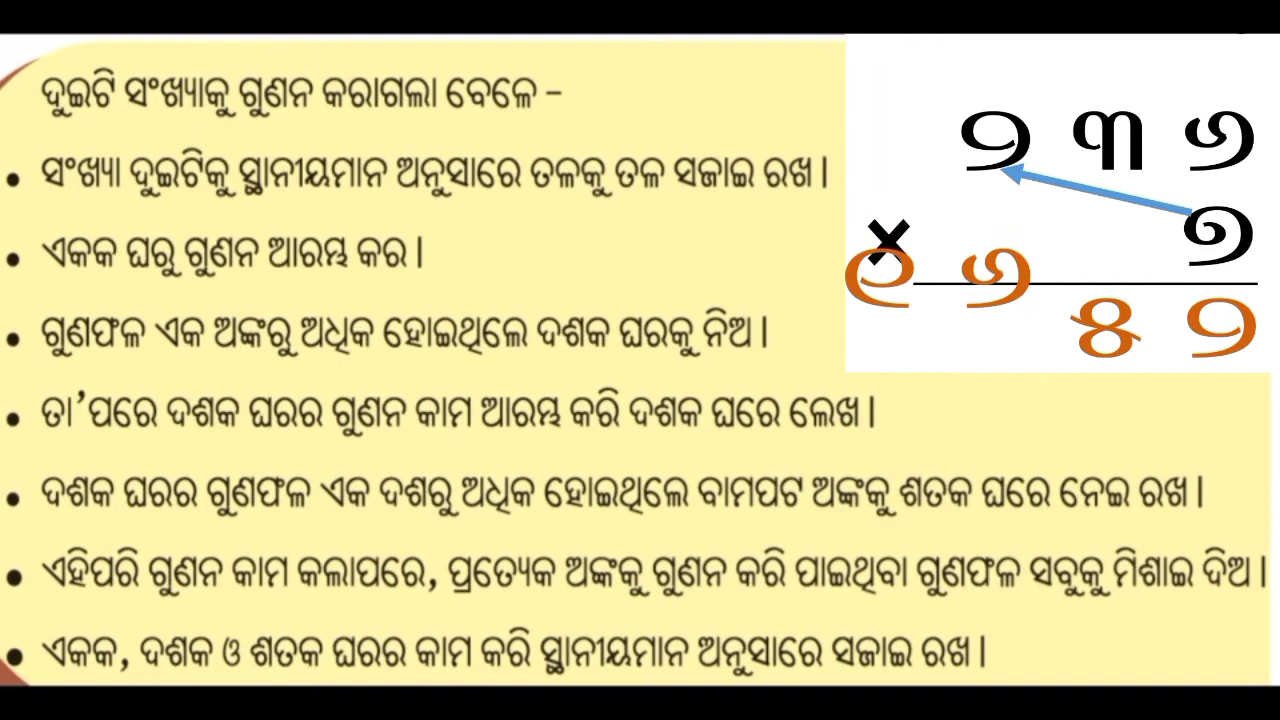 ଦୁଇଟି ସଂଖ୍ୟାକୁ ଗୁଣନ କରାଗଲା ବେଳେ –
• ସଂଖ୍ୟା ଦୁଇଟିକୁ ସ୍ଥାନୀୟମାନ ଅନୁସାରେ ତଳକୁ ତଳ ସଜାଇ ରଖ।
• ଏକକ ଘରୁ ଗୁଣନ ଆରମ୍ଭ କର।
• ଗୁଣଫଳ ଏକ ଅଙ୍କରୁ ଅଧିକ ହୋଇଥିଲେ ଦଶକ ଘରକୁ ନିଅ।
• ତା’ପରେ ଦଶକ ଘରର ଗୁଣନ କାମ ଆରମ୍ଭ କରି ଦଶକ ଘରେ ଲେଖ।
• ଦଶକ ଘରର ଗୁଣଫଳ ଏକ ଦଶରୁ ଅଧିକ ହୋଇଥିଲେ ବାମପଟ ଅଙ୍କକୁ ଶତକ ଘରେ ନେଇ ରଖ।
• ଏହିପରି ଗୁଣନ କାମ କଲାପରେ, ପ୍ରତ୍ୟେକ ଅଙ୍କକୁ ଗୁଣନ କରି ପାଇଥିବା ଗୁଣଫଳ ସବୁକୁ ମିଶାଇ ଦିଅ।
• ଏକକ, ଦଶକ ଓ ଶତକ ଘରର କାମ କରି ସ୍ଥାନୀୟମାନ ଅନୁସାରେ ସଜାଇ ରଖ।
୨ ୩ ୬
× ୭
୧ ୬ ୫ ୨